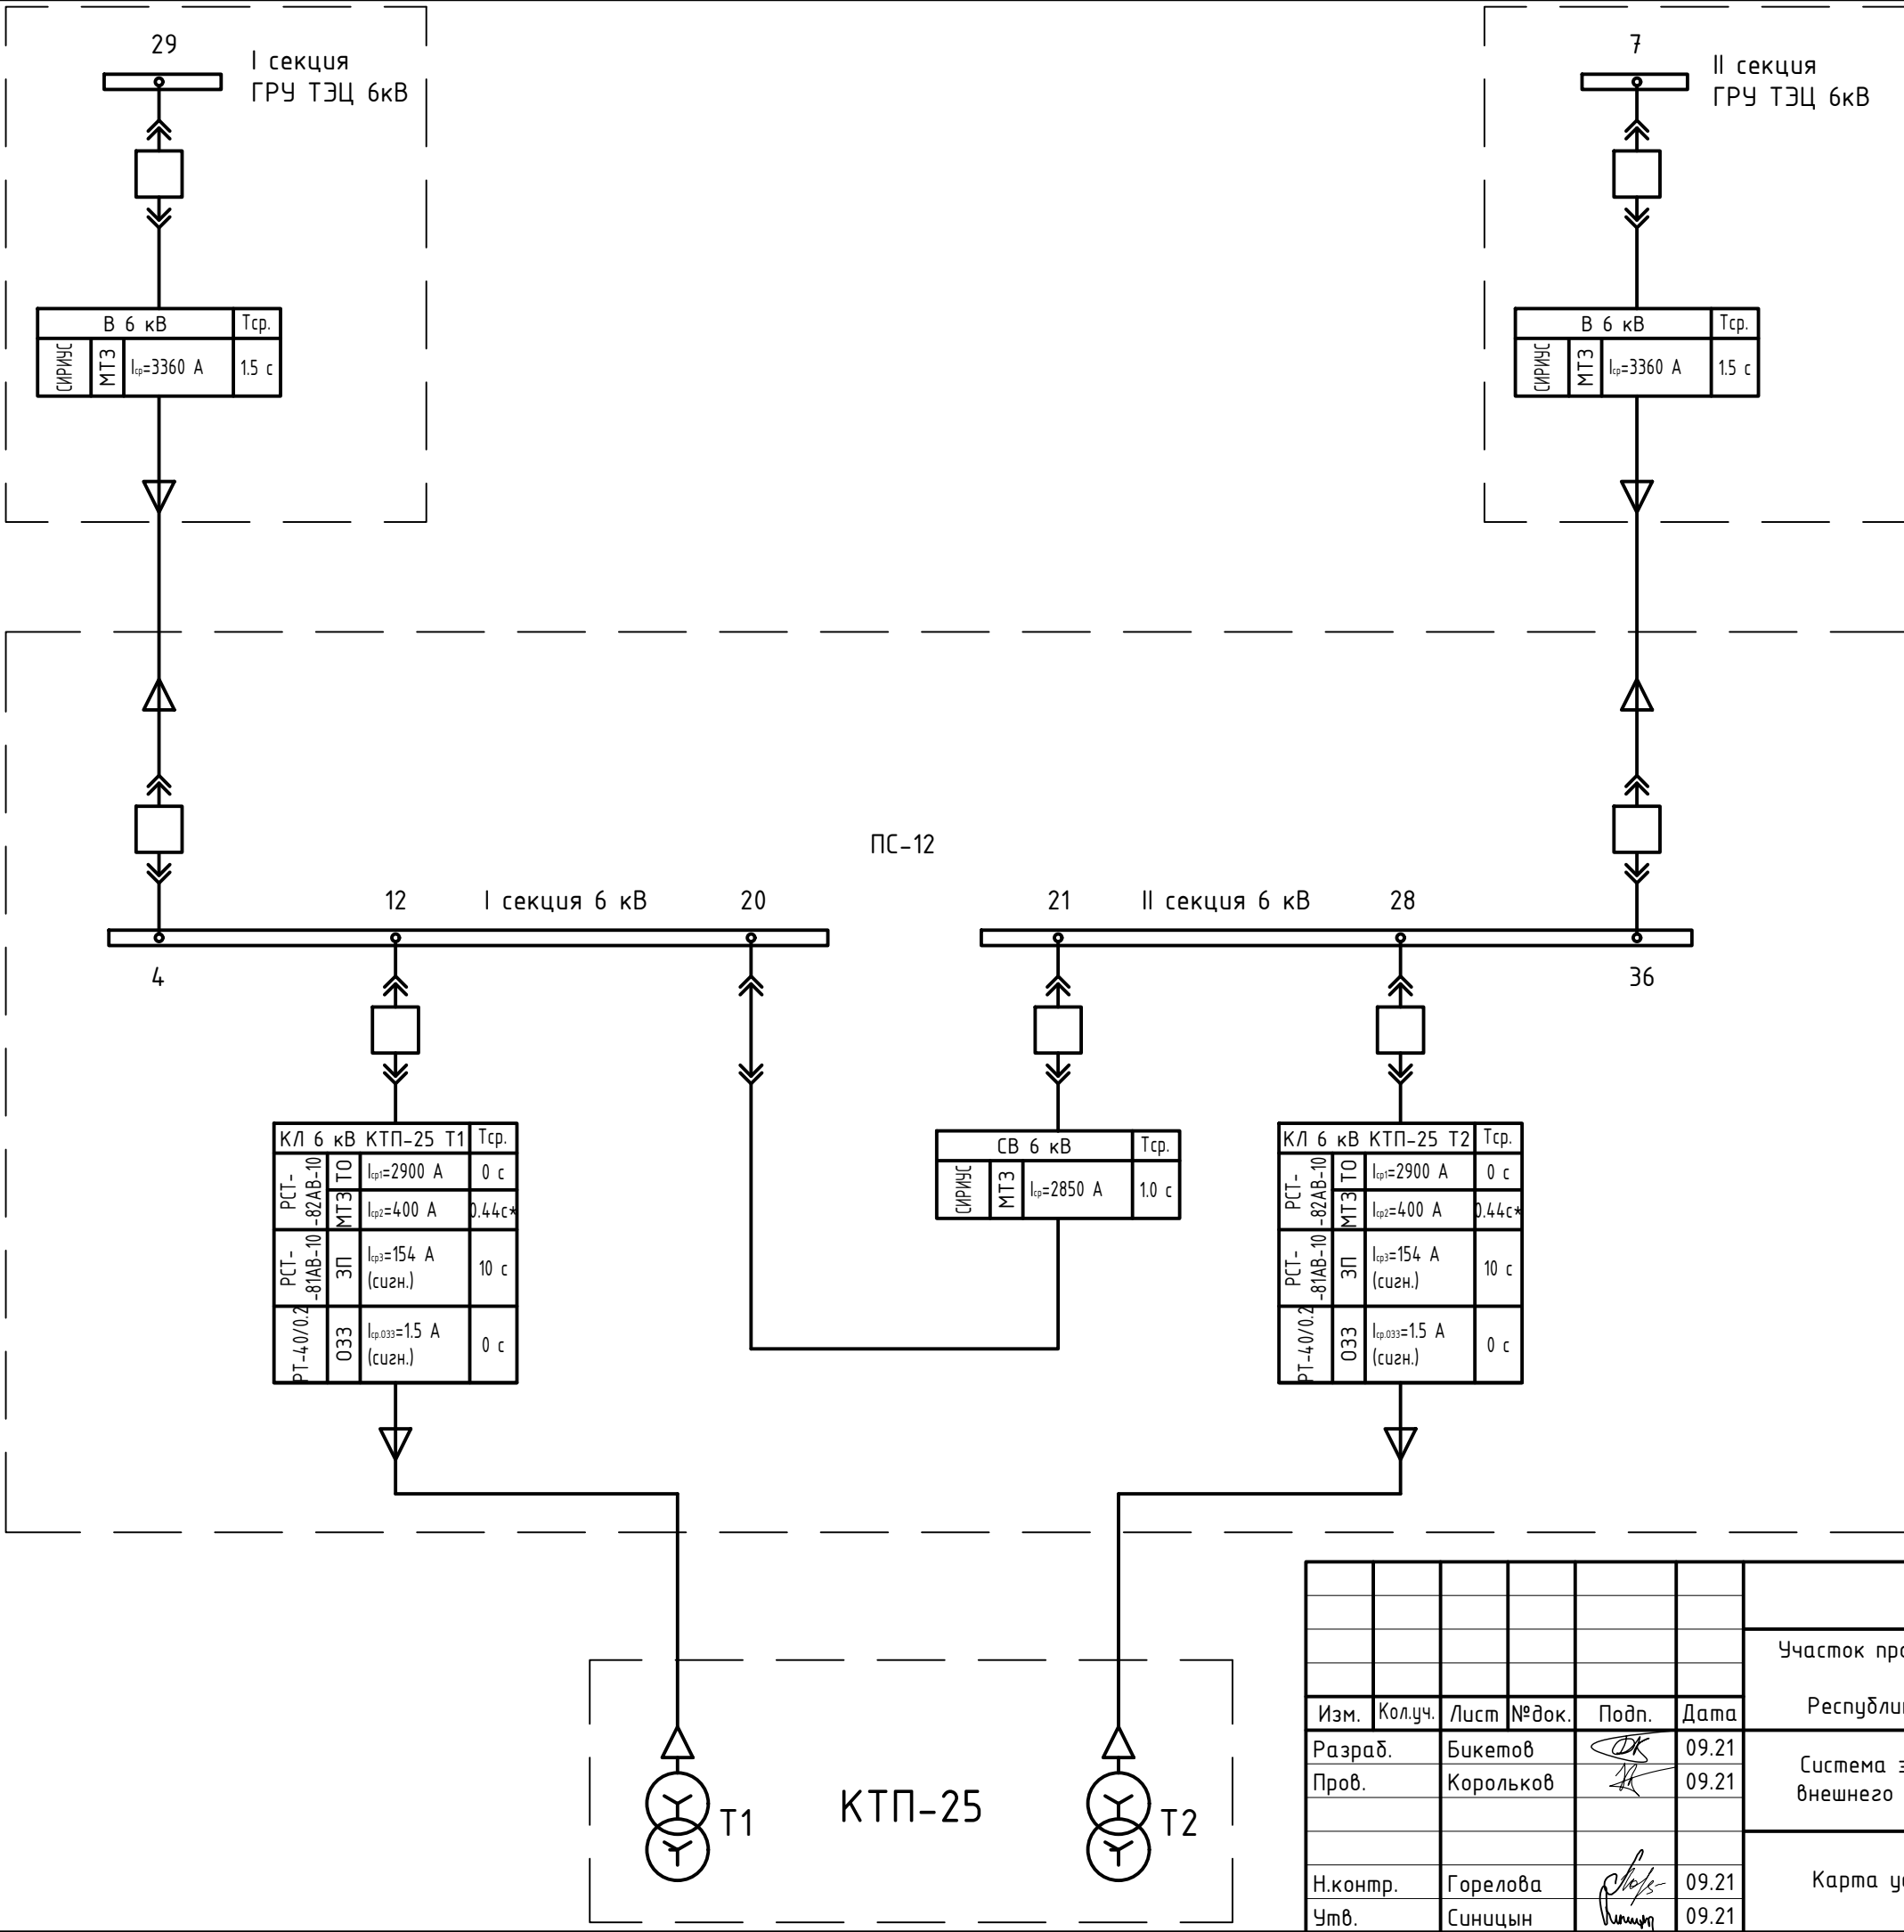 29
I секция
ГРУ ТЭЦ 6кВ
7
II секция
ГРУ ТЭЦ 6кВ
В 6 кВ Тср.
СИРИУС МТЗ Iср=3360 А 1.5 с
В 6 кВ Тср.
СИРИУС МТЗ Iср=3360 А 1.5 с
ПС-12
12 I секция 6 кВ 20
21 II секция 6 кВ 28
4
36
КЛ 6 кВ КТП-25 Т1 Тср.
РСТ-
-82АВ-10
ТО Iср1=2900 А 0 с
МТЗ Iср2=400 А 0.44с*
РСТ-
-81АВ-10
ЗП Iср3=154 А
(сигн.)
10 с
РТ-40/0.2
ОЗЗ Iср.ОЗЗ=1.5 А
(сигн.)
0 с
СВ 6 кВ Тср.
СИРИУС МТЗ Iср=2850 А 1.0 с
КЛ 6 кВ КТП-25 Т2 Тср.
РСТ-
-82АВ-10
ТО Iср1=2900 А 0 с
МТЗ Iср2=400 А 0.44с*
РСТ-
-81АВ-10
ЗП Iср3=154 А
(сигн.)
10 с
РТ-40/0.2
ОЗЗ Iср.ОЗЗ=1.5 А
(сигн.)
0 с
Т1
КТП-25
Т2
Изм. Кол.уч. Лист №док. Подп. Дата
Разраб. Бикетов 09.21
Пров. Корольков 09.21
Н.контр. Горелова 09.21
Утв. Синицын 09.21
Участок
Система
внешнего
Карта